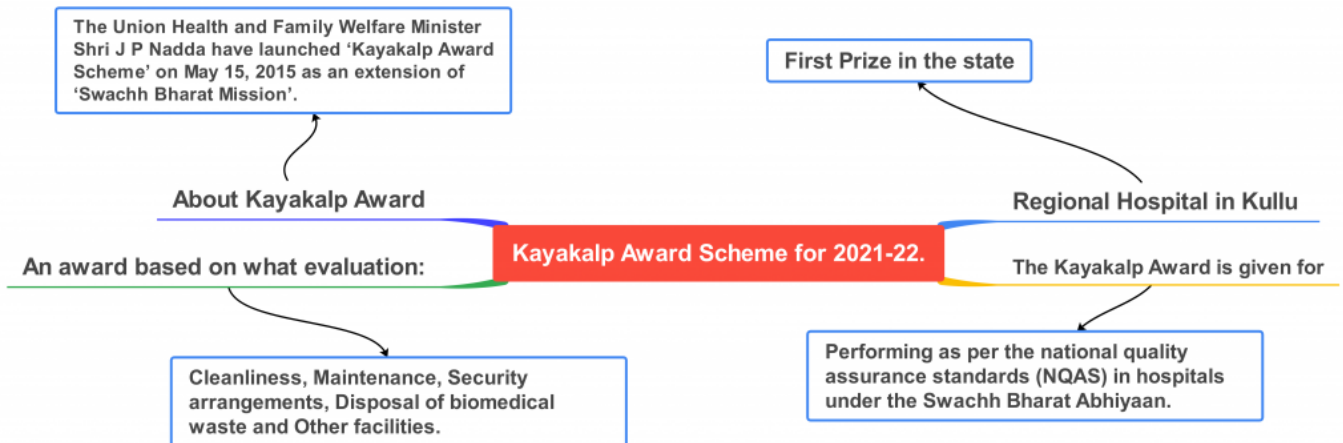 The Union Health and Family Welfare Minister
Shri J P Nadda have launched ‘Kayakalp Award
Scheme’ on May 15, 2015 as an extension of
‘Swachh Bharat Mission’.
First Prize in the state
About Kayakalp Award
Regional Hospital in Kullu
Kayakalp Award Scheme for 2021-22.
An award based on what evaluation:
The Kayakalp Award is given for
Cleanliness, Maintenance, Security
arrangements, Disposal of biomedical
waste and Other facilities.
Performing as per the national quality
assurance standards (NQAS) in hospitals
under the Swachh Bharat Abhiyaan.